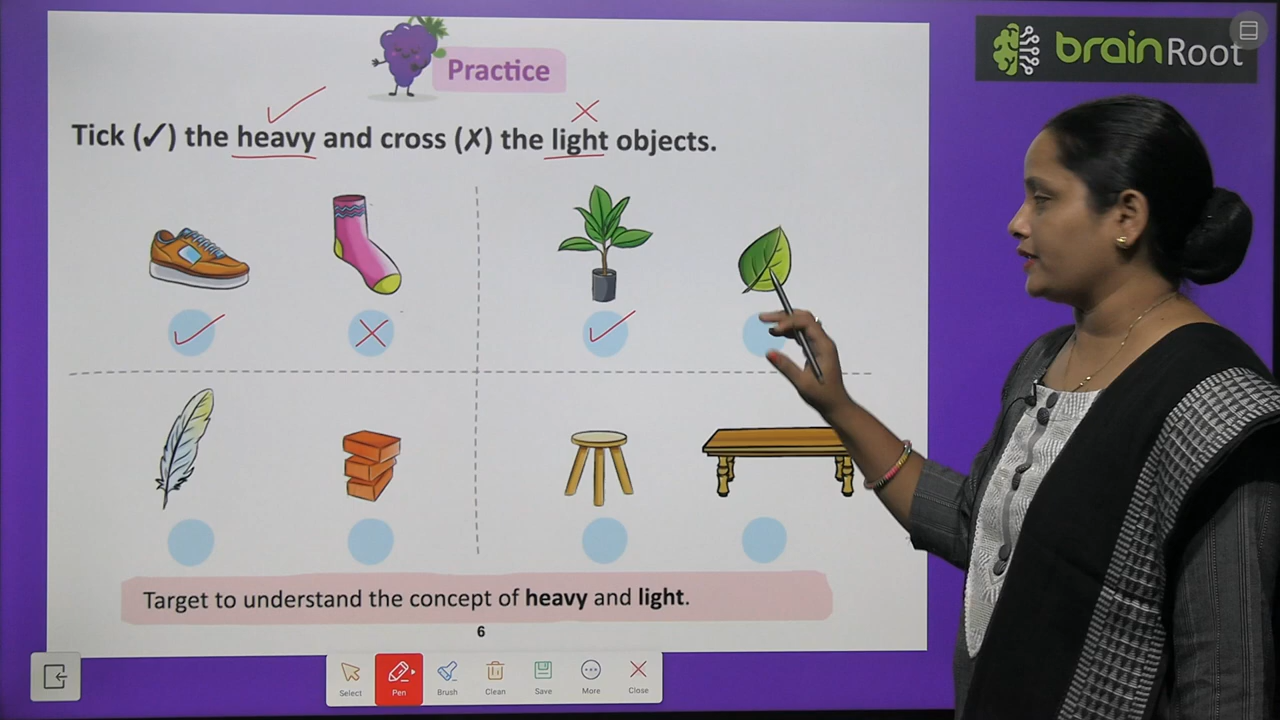 brainRoot
Practice
Tick (✓) the heavy and cross (✗) the light objects.
Target to understand the concept of heavy and light.
6
Select
Pen
Brush
Clean
Save
More
Close